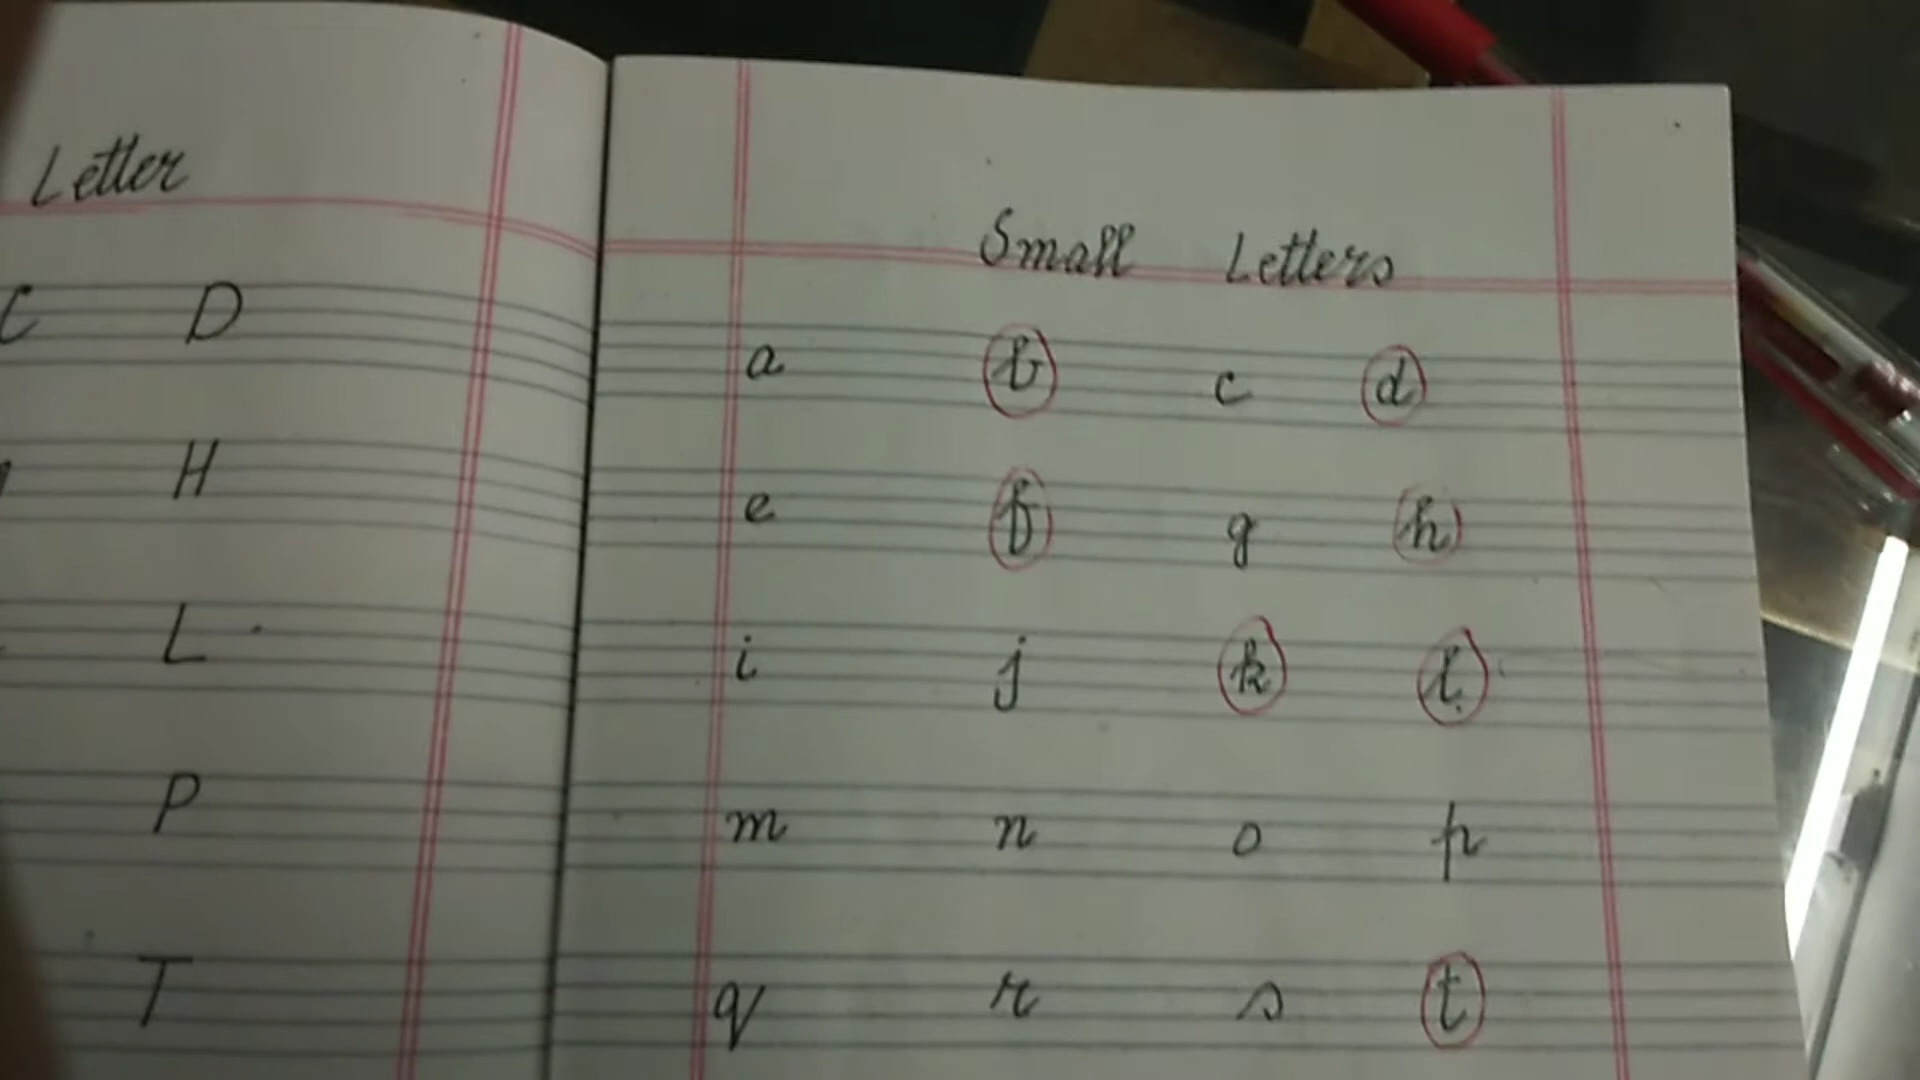 Letter
C D
H
L
P
T
Small Letters
a b c d
e f g h
i j k l
m n o p
q r s t